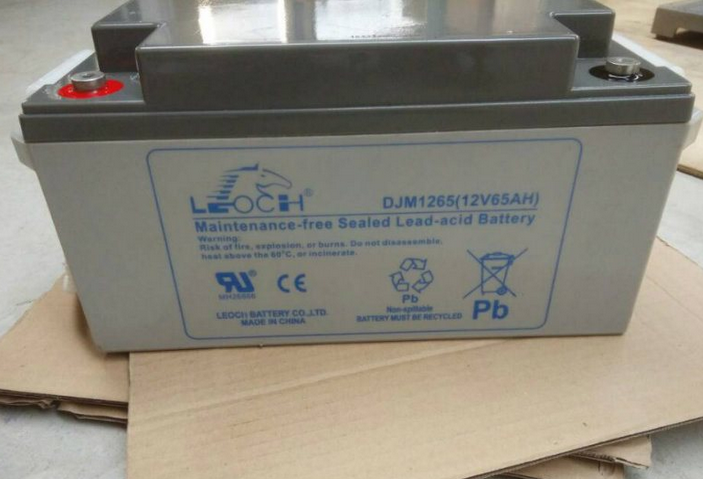 LEOCH®
DJM1265(12V65AH)
Maintenance-free Sealed Lead-acid Battery
Warning:
Risk of fire, explosion, or burns. Do not disassemble,
heat above the 60°C, or incinerate.
RU®
CE
MH26866
Pb
Non-spillable
BATTERY MUST BE RECYCLED
Pb
LEOCH BATTERY CO.,LTD.
MADE IN CHINA